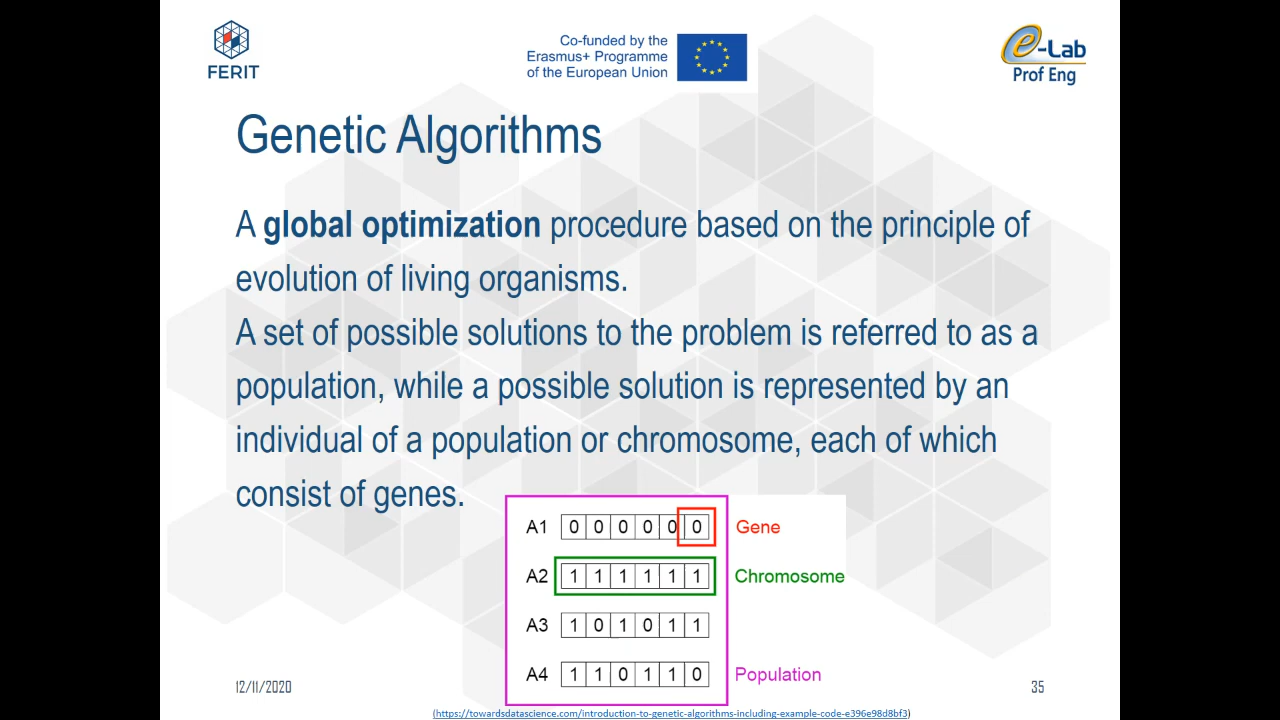 FERIT
Co-funded by the
Erasmus+ Programme
of the European Union
e-Lab
Prof Eng
Genetic Algorithms
A global optimization procedure based on the principle of
evolution of living organisms.
A set of possible solutions to the problem is referred to as a
population, while a possible solution is represented by an
individual of a population or chromosome, each of which
consist of genes.
A1 0 0 0 0 0 0 Gene
A2 1 1 1 1 1 1 Chromosome
A3 1 0 1 0 1 1
A4 1 1 0 1 1 0 Population
12/11/2020
35
(https://towardsdatascience.com/introduction-to-genetic-algorithms-including-example-code-e396e98d8bf3)